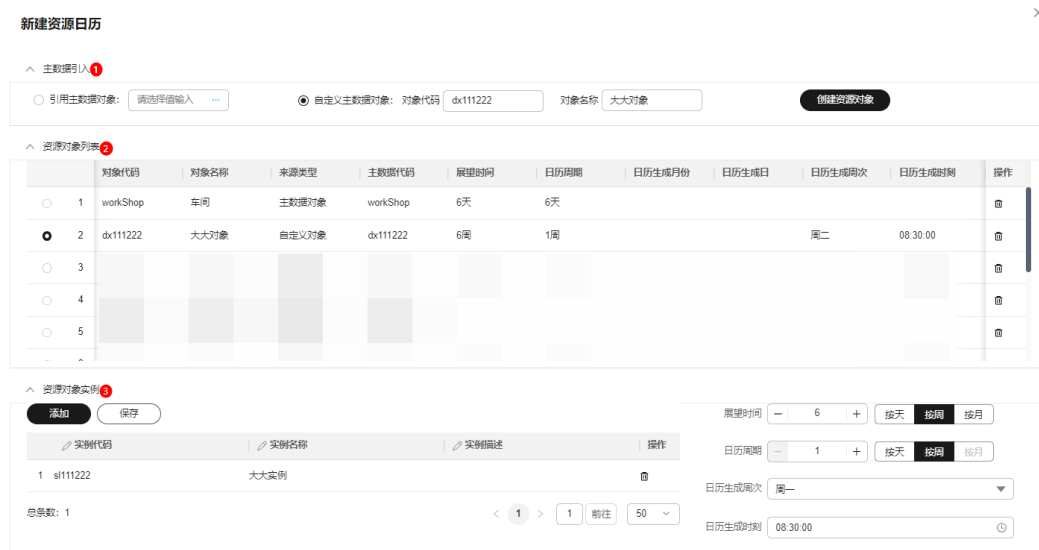 新建资源日历
主数据引入 1
引用主数据对象： 请选择值输入 ··· 自定义主数据对象： 对象代码 dx111222 对象名称 大大对象 创建资源对象
资源对象列表 2
对象代码 对象名称 来源类型 主数据代码 展望时间 日历周期 日历生成月份 日历生成日 日历生成周次 日历生成时刻 操作
1 workShop 车间 主数据对象 workShop 6天 6天
2 dx111222 大大对象 自定义对象 dx111222 6周 1周 周二 08:30:00
3
4
5
资源对象实例 3
添加 保存
实例代码 实例名称 实例描述 操作
1 sl111222 大大实例
总条数: 1 < 1 > 1 前往 50
展望时间 − 6 + 按天 按周 按月
日历周期 − 1 + 按天 按周 按月
日历生成周次 周一
日历生成时刻 08:30:00